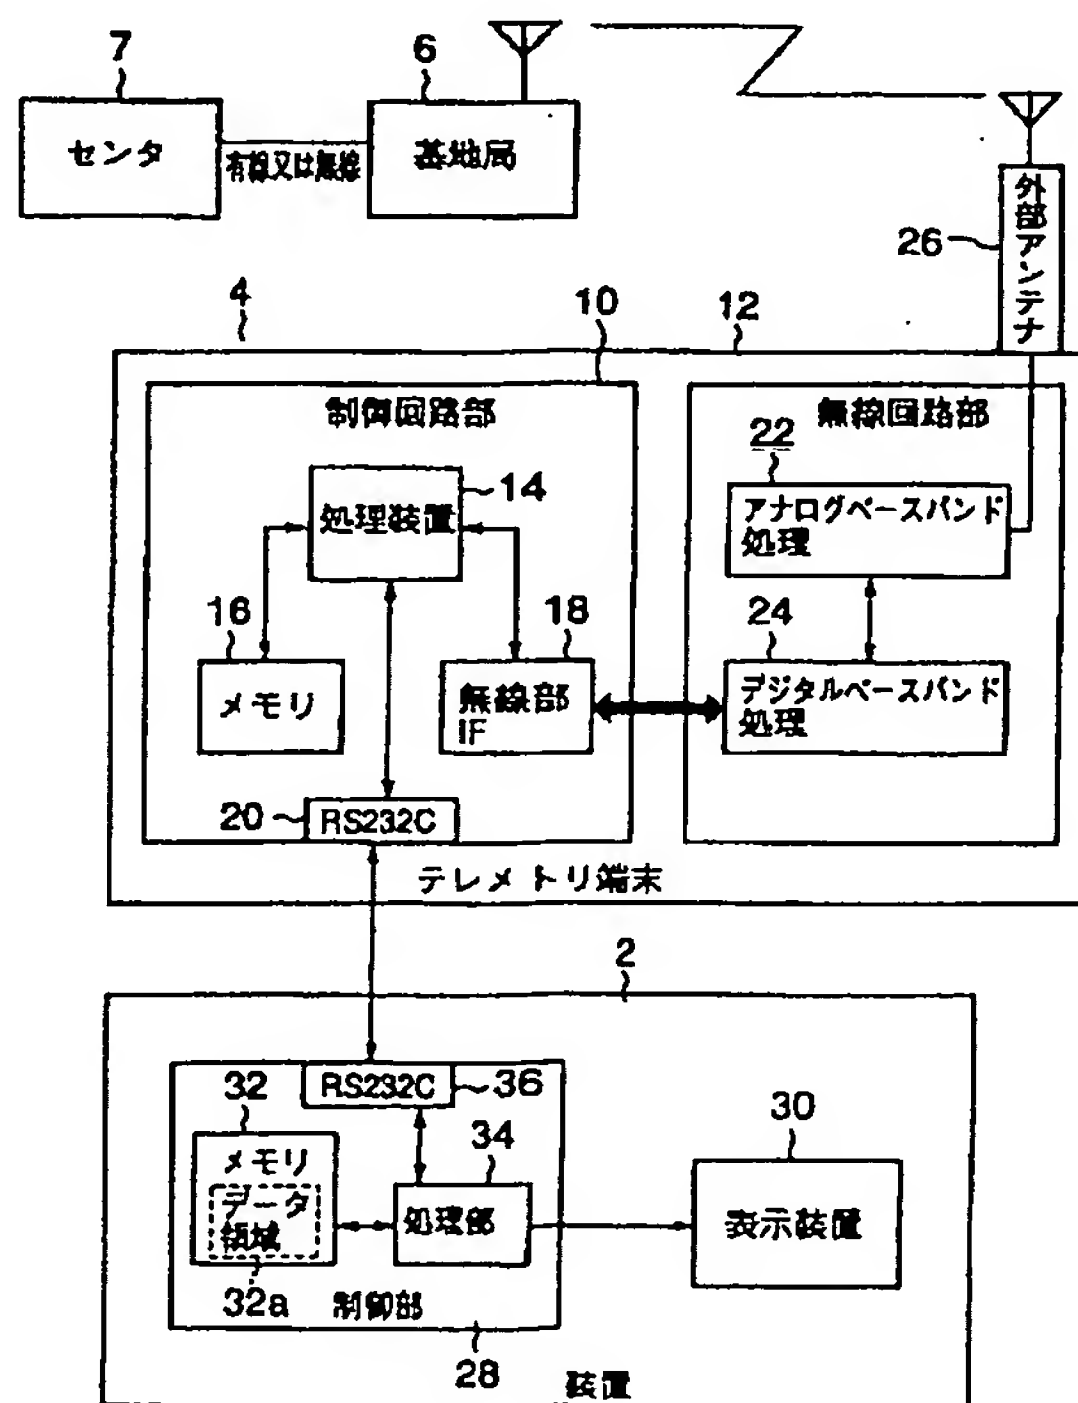 7
6
センタ
有線又は無線
基地局
外部アンテナ
26
4
10
12
制御回路部
無線回路部
22
14
処理装置
アナログベースバンド
処理
16
18
24
メモリ
無線部
IF
デジタルベースバンド
処理
20
RS232C
テレメトリ端末
2
RS232C
36
32
34
30
メモリ
データ
領域
処理部
表示装置
32a
制御部
28
装置